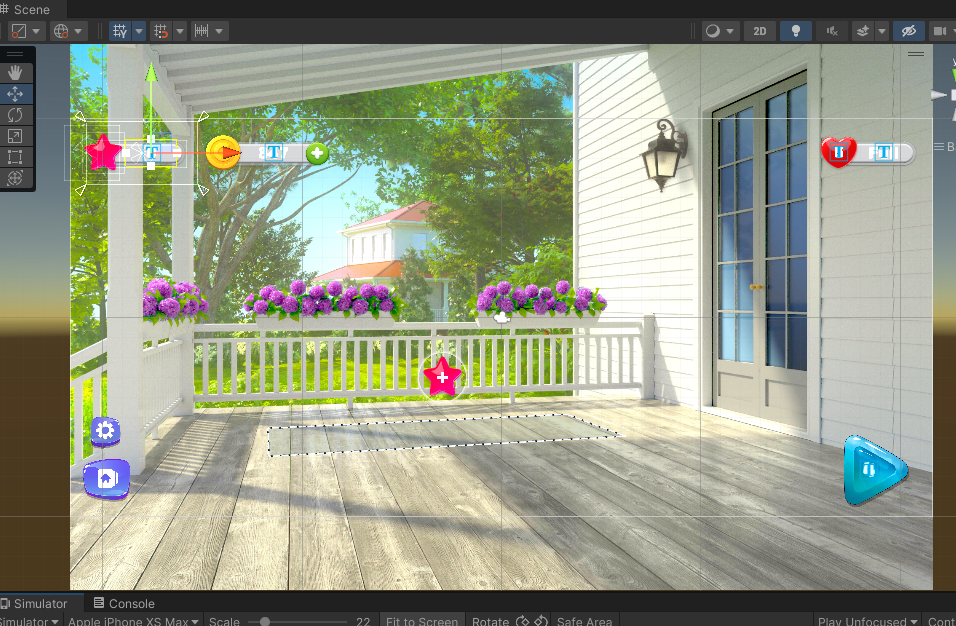 Scene
2D
Simulator
Console
Simulator
Apple iPhone XS Max
Scale
22
Fit to Screen
Rotate
Safe Area
Play Unfocused